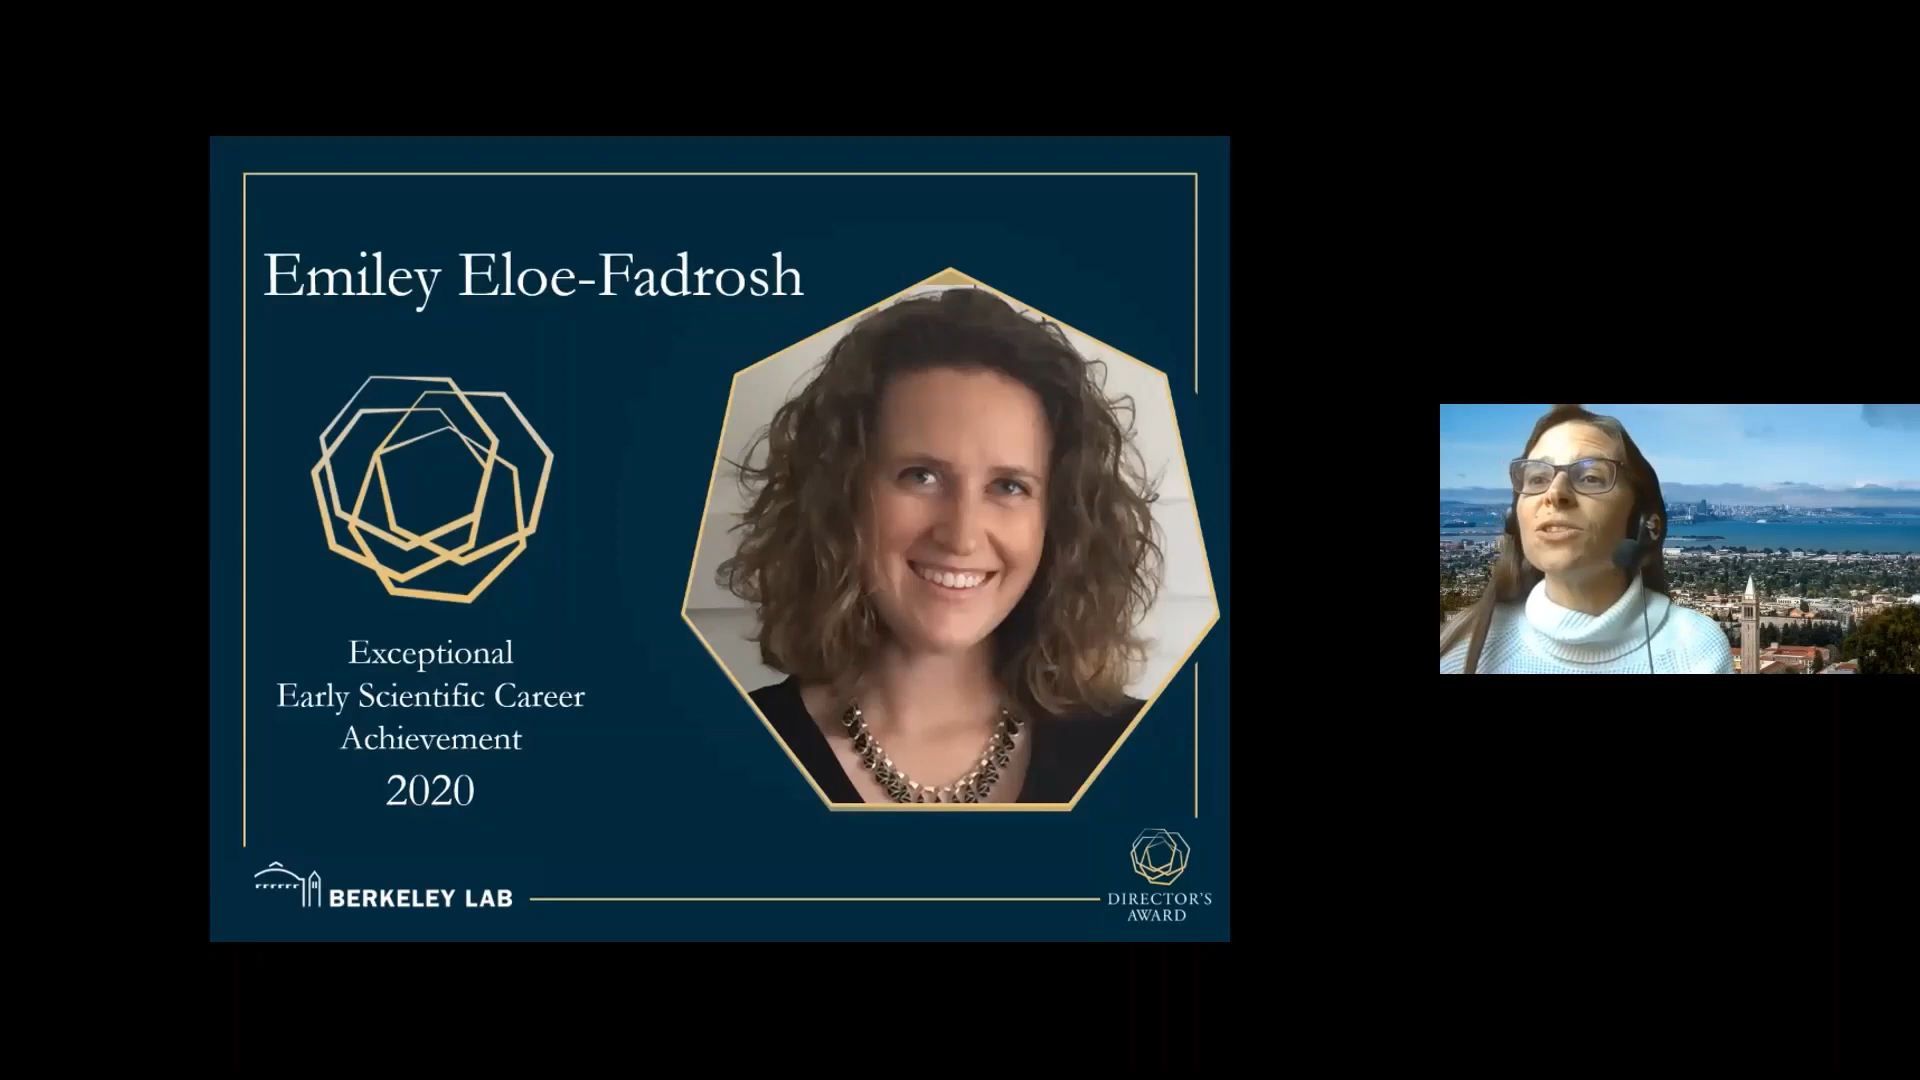 Emiley Eloe-Fadrosh
Exceptional
Early Scientific Career
Achievement
2020
BERKELEY LAB
DIRECTOR'S
AWARD